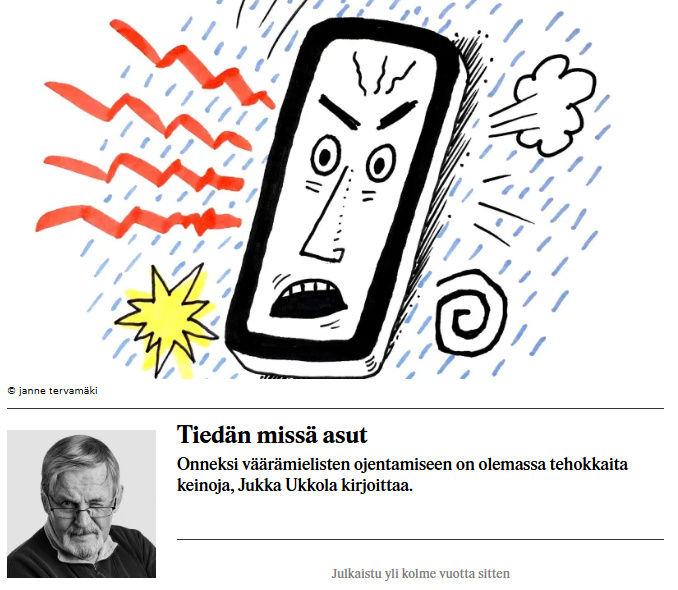 © janne tervamäki
Tiedän missä asut
Onneksi väärämielisten ojentamiseen on olemassa tehokkaita
keinoja, Jukka Ukkola kirjoittaa.
Julkaistu yli kolme vuotta sitten